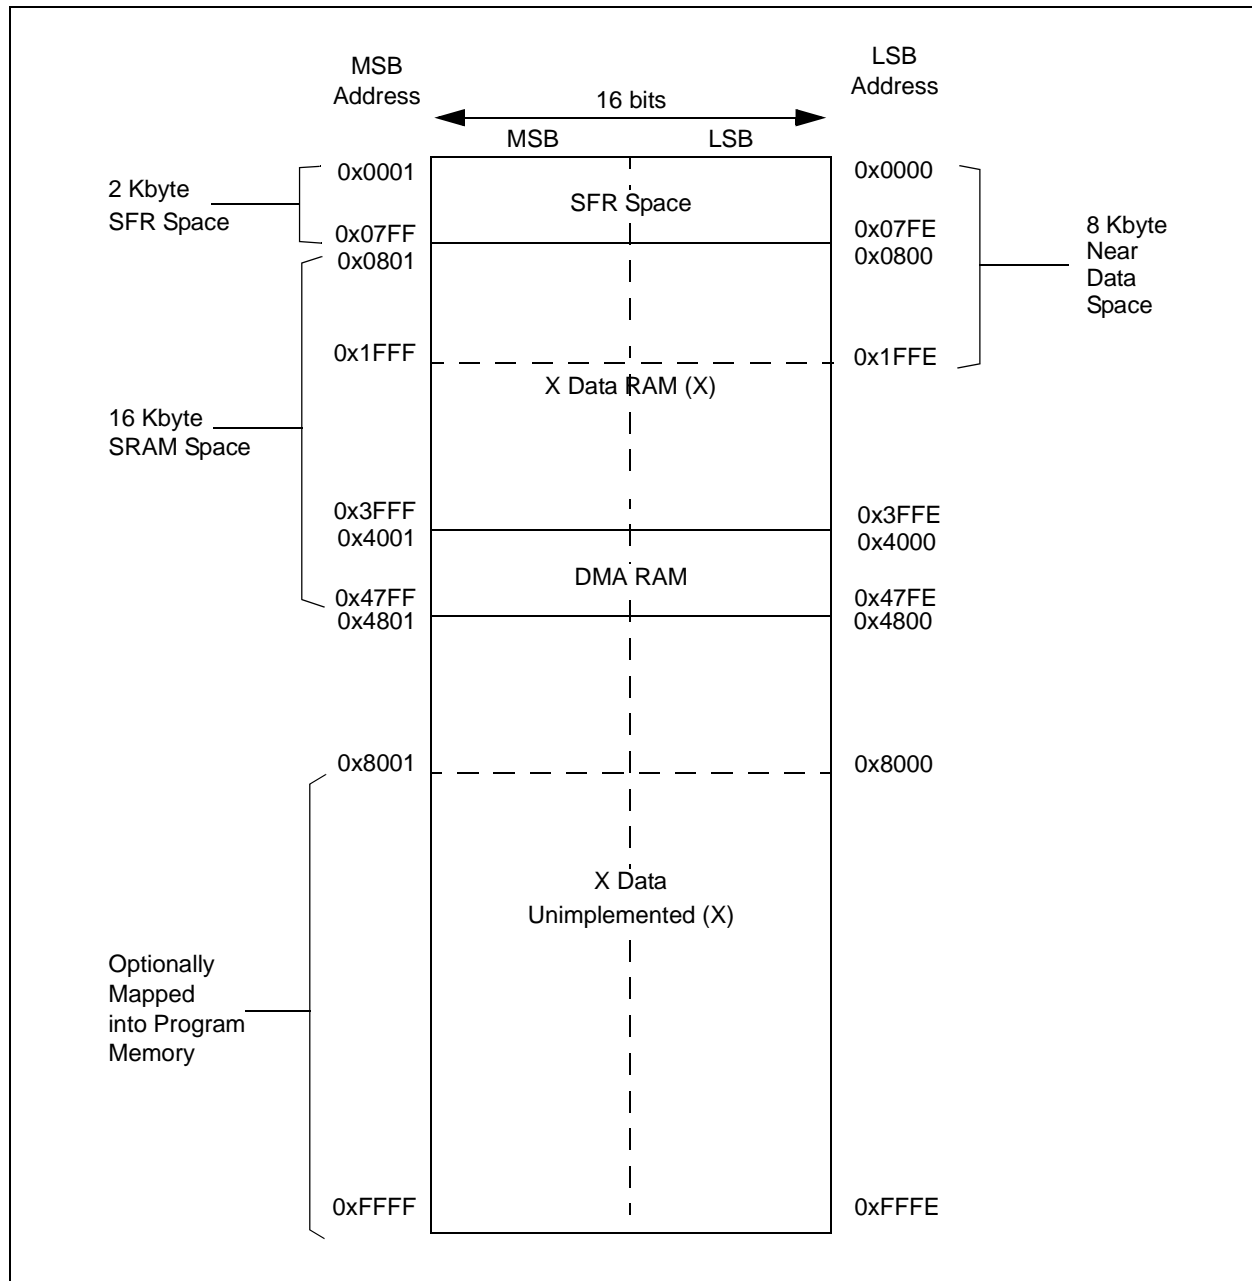 MSB
Address
LSB
Address
16 bits
MSB
LSB
0x0001
0x0000
2 Kbyte
SFR Space
SFR Space
0x07FF
0x07FE
0x0801
0x0800
8 Kbyte
Near
Data
Space
0x1FFF
0x1FFE
X Data RAM (X)
16 Kbyte
SRAM Space
0x3FFF
0x3FFE
0x4001
0x4000
DMA RAM
0x47FF
0x47FE
0x4801
0x4800
0x8001
0x8000
X Data
Unimplemented (X)
Optionally
Mapped
into Program
Memory
0xFFFF
0xFFFE